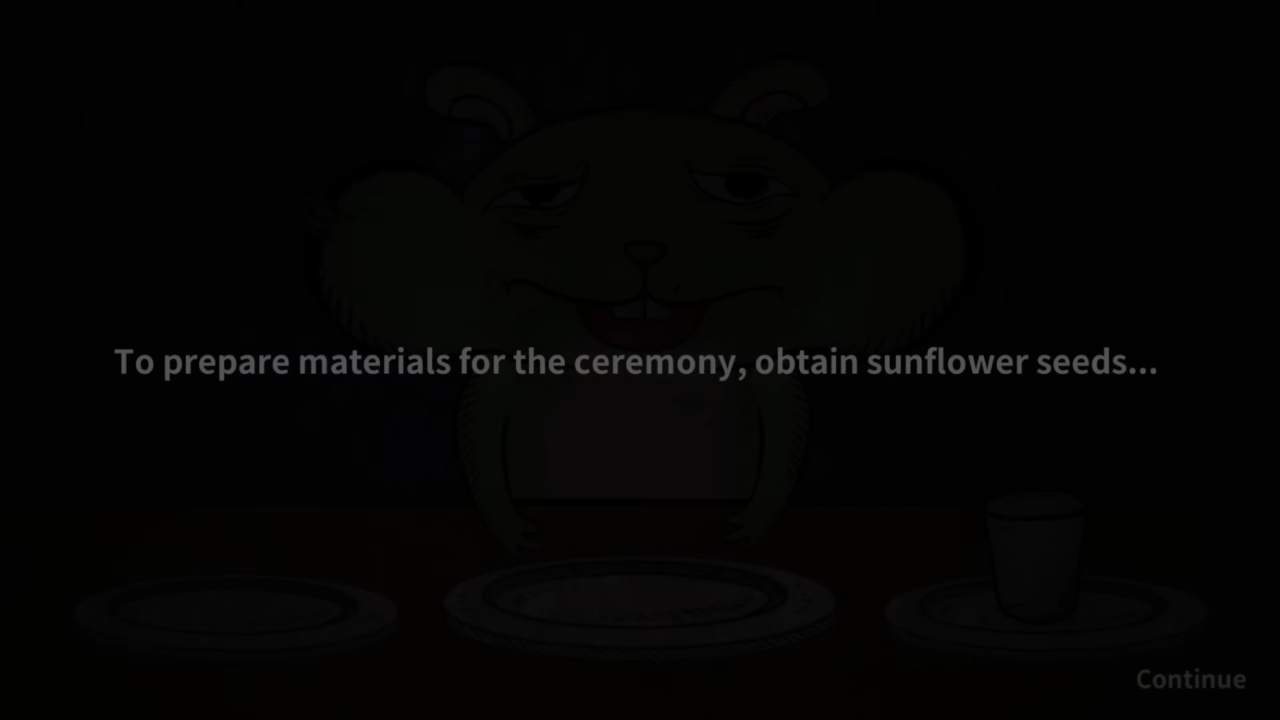 To prepare materials for the ceremony, obtain sunflower seeds...
Continue